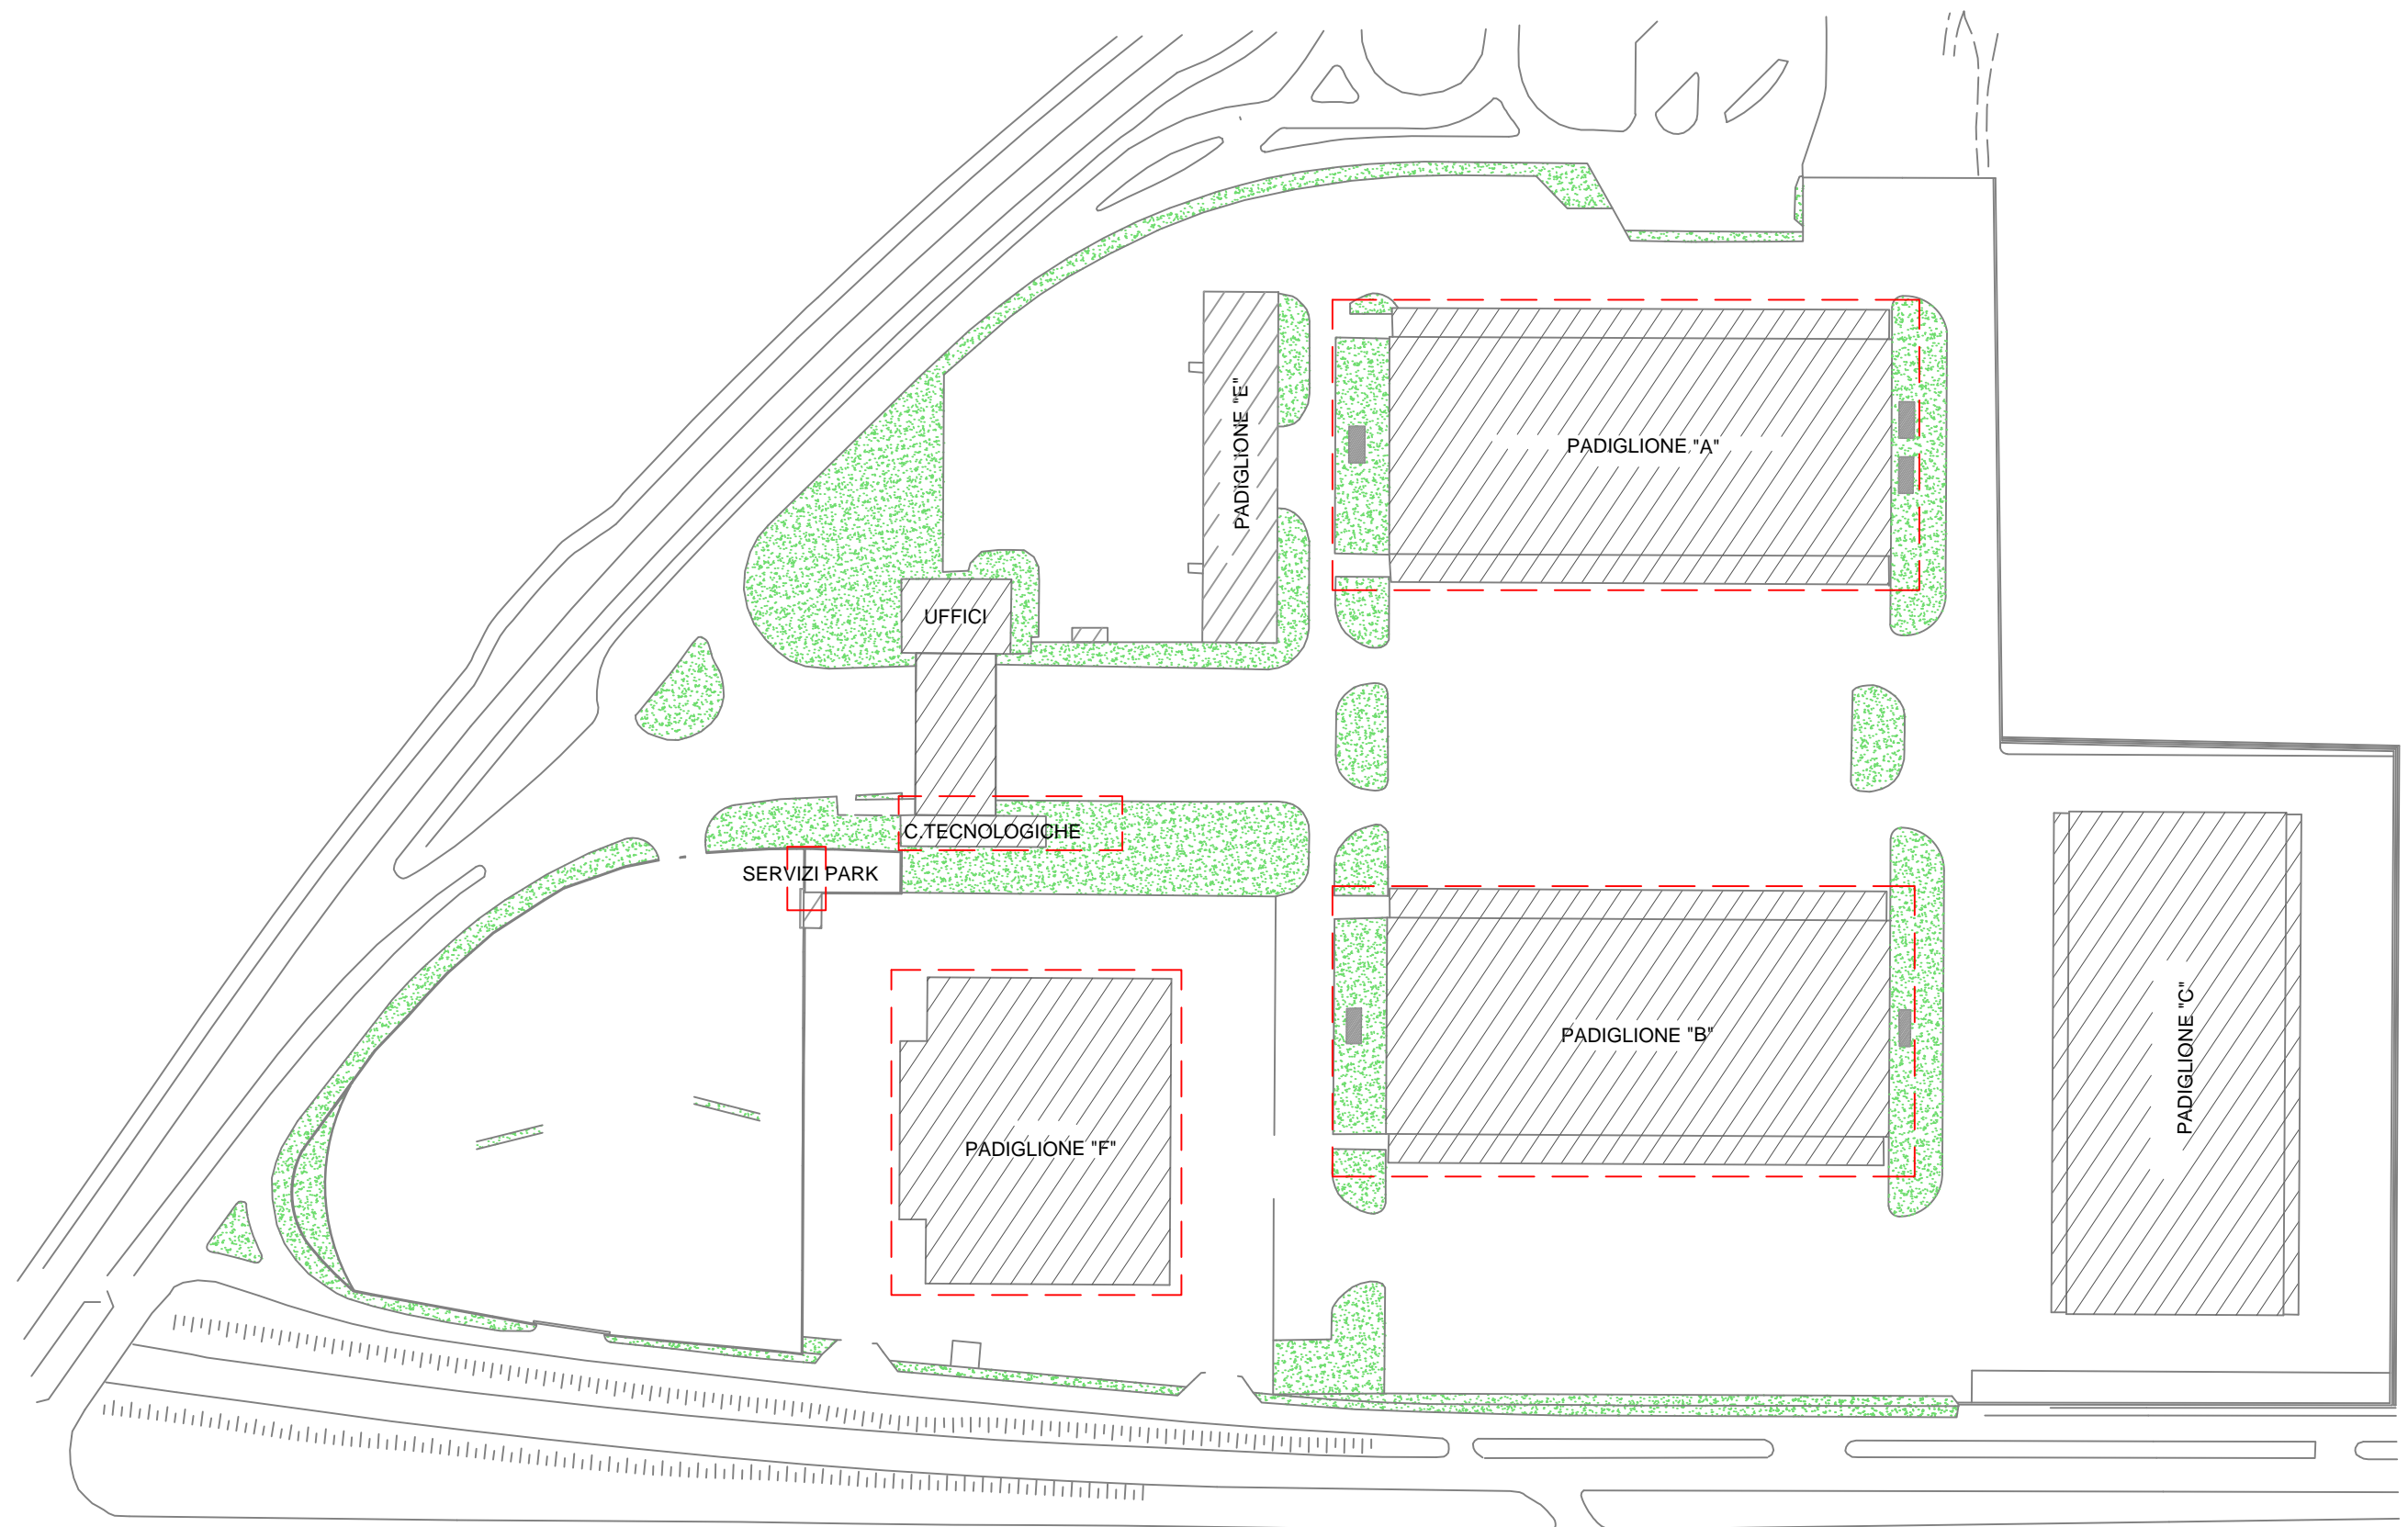 PADIGLIONE "E"
PADIGLIONE "A"
UFFICI
C.TECNOLOGICHE
SERVIZI PARK
PADIGLIONE "B"
PADIGLIONE "C"
PADIGLIONE "F"